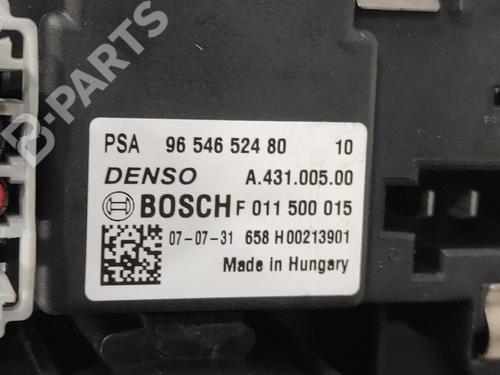 B-PARTS
PSA 96 546 524 80 10
DENSO A.431.005.00
BOSCH F 011 500 015
07-07-31 658 H00213901
Made in Hungary